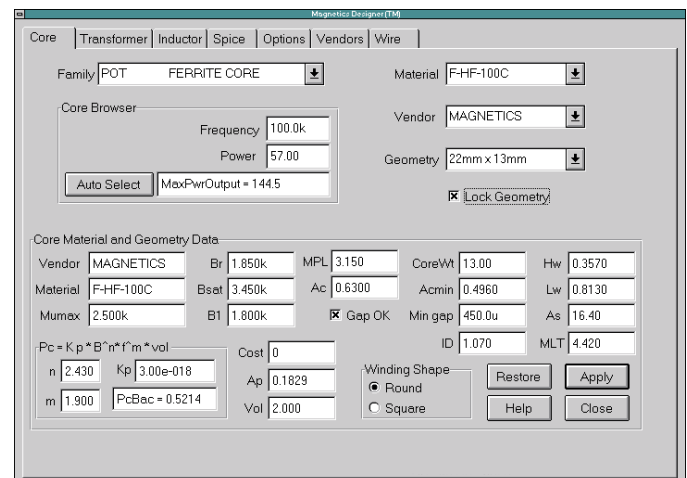 Magnetics Designer(TM)
Core Transformer Inductor Spice Options Vendors Wire
Family POT FERRITE CORE
Material F-HF-100C
Core Browser
Vendor MAGNETICS
Frequency 100.0k
Power 57.00
Geometry 22mm x 13mm
Auto Select MaxPwrOutput = 144.5
Lock Geometry
Core Material and Geometry Data
Vendor MAGNETICS Br 1.850k MPL 3.150 CoreWt 13.00 Hw 0.3570
Material F-HF-100C Bsat 3.450k Ac 0.6300 Acmin 0.4960 Lw 0.8130
Mumax 2.500k B1 1.800k Gap OK Min gap 450.0u As 16.40
ID 1.070 MLT 4.420
Pc = K p * B^n* f^m * vol
Cost 0
n 2.430 Kp 3.00e-018
Winding Shape
Ap 0.1829
Round
Restore Apply
m 1.900 PcBac = 0.5214
Vol 2.000
Square
Help Close